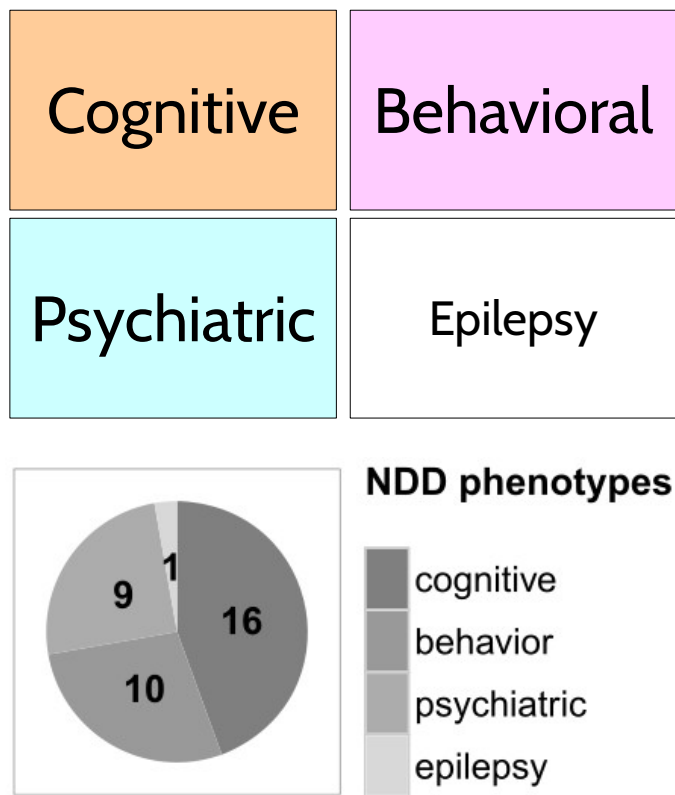 Cognitive
Behavioral
Psychiatric
Epilepsy
NDD phenotypes
1
9
16
10
cognitive
behavior
psychiatric
epilepsy